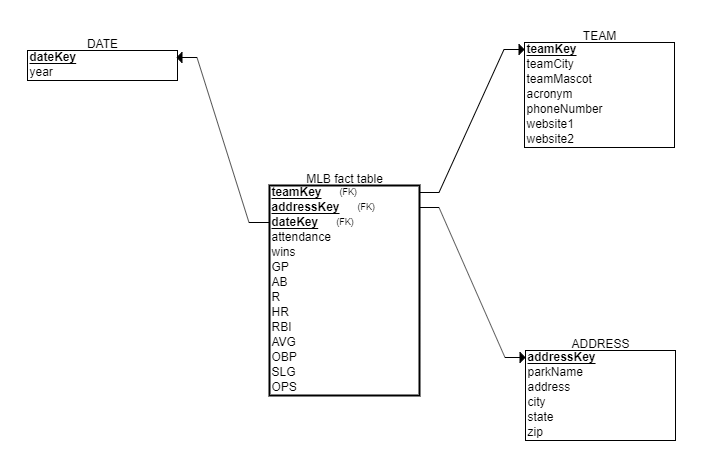 DATE
dateKey
year
TEAM
teamKey
teamCity
teamMascot
acronym
phoneNumber
website1
website2
MLB fact table
teamKey (FK)
addressKey (FK)
dateKey (FK)
attendance
wins
GP
AB
R
HR
RBI
AVG
OBP
SLG
OPS
ADDRESS
addressKey
parkName
address
city
state
zip